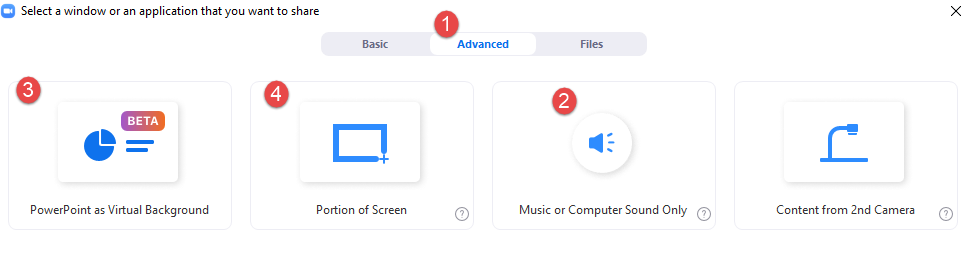 Select a window or an application that you want to share
1
Basic
Advanced
Files
3
BETA
PowerPoint as Virtual Background
4
Portion of Screen
?
2
Music or Computer Sound Only
?
Content from 2nd Camera
?